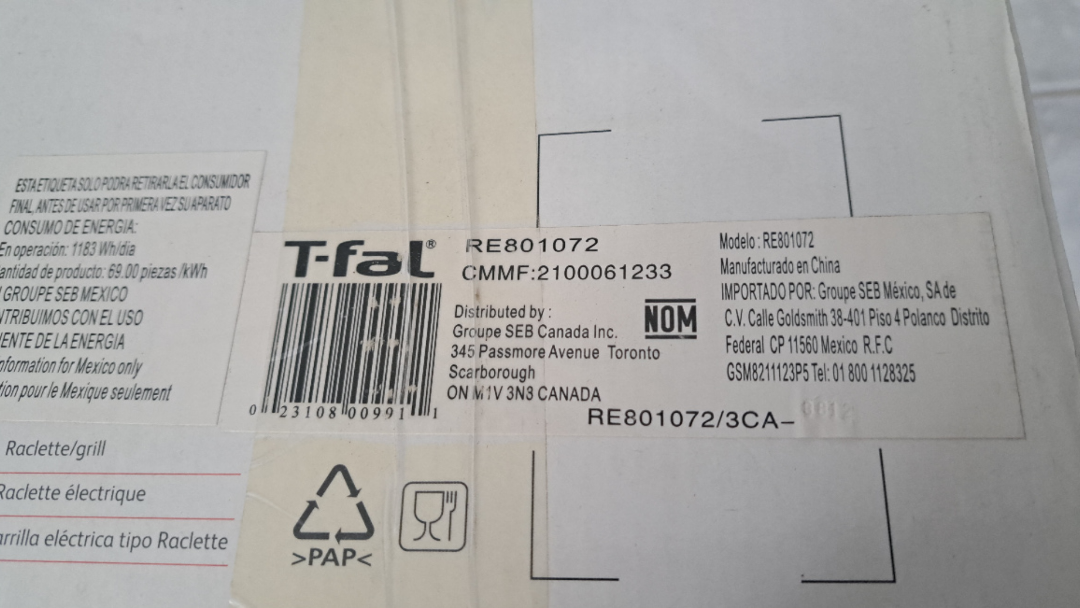 ESTA ETIQUETA SOLO PODRA RETIRARLA EL CONSUMIDOR
FINAL, ANTES DE USAR POR PRIMERA VEZ SU APARATO
CONSUMO DE ENERGIA:
En operación: 1183 Wh/dia
antidad de producto: 69.00 piezas /kWh
GROUPE SEB MEXICO
NTRIBUIMOS CON EL USO
IENTE DE LA ENERGIA
nformation for Mexico only
tion pour le Mexique seulement
T-fal®
0 23108 00991 1
RE801072
CMMF:2100061233
Distributed by :
Groupe SEB Canada Inc.
345 Passmore Avenue Toronto
Scarborough
ON M1V 3N3 CANADA
NOM
Modelo : RE801072
Manufacturado en China
IMPORTADO POR: Groupe SEB México, SA de
C.V. Calle Goldsmith 38-401 Piso 4 Polanco Distrito
Federal CP 11560 Mexico R.F.C
GSM8211123P5 Tel: 01 800 1128325
RE801072/3CA-
Raclette/grill
Raclette électrique
arrilla eléctrica tipo Raclette
>PAP<